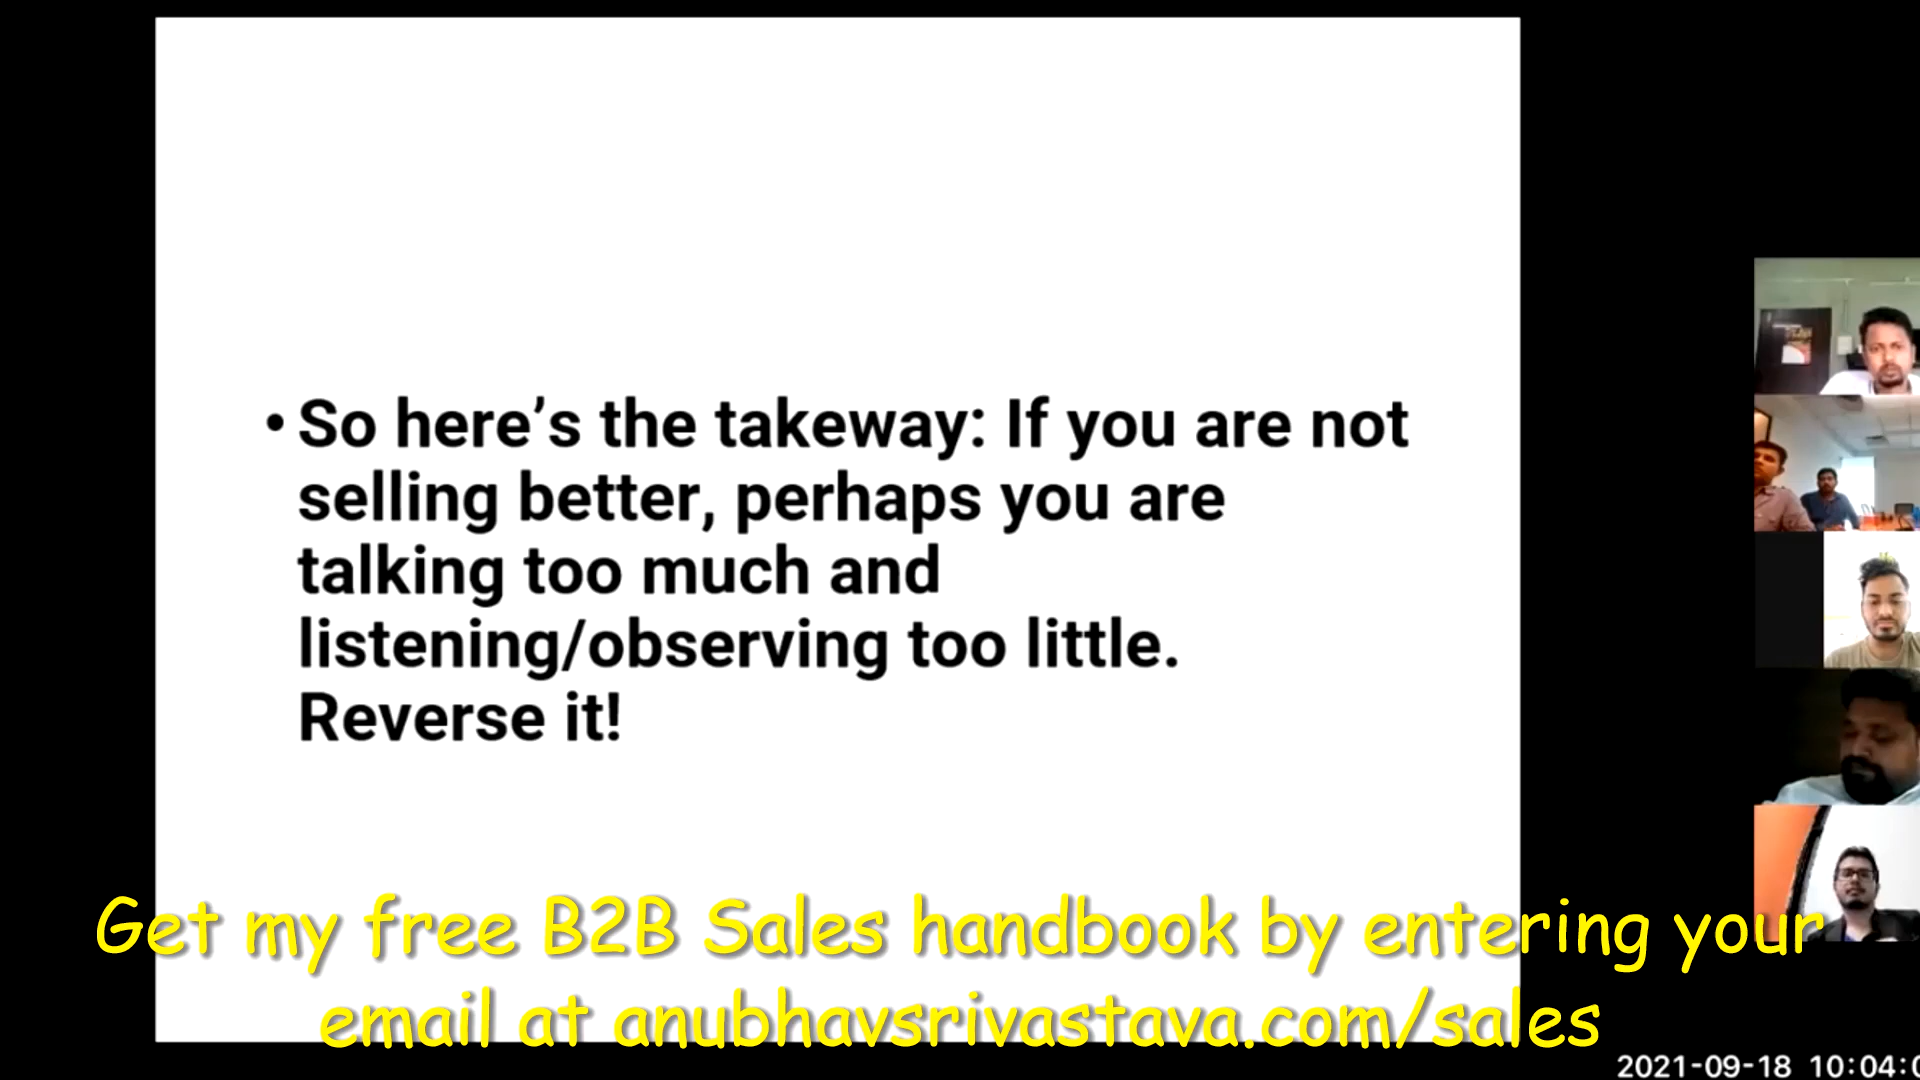 • So here’s the takeway: If you are not
selling better, perhaps you are
talking too much and
listening/observing too little.
Reverse it!
Get my free B2B Sales handbook by entering your
email at anubhavsrivastava.com/sales
2021-09-18 10:04:0